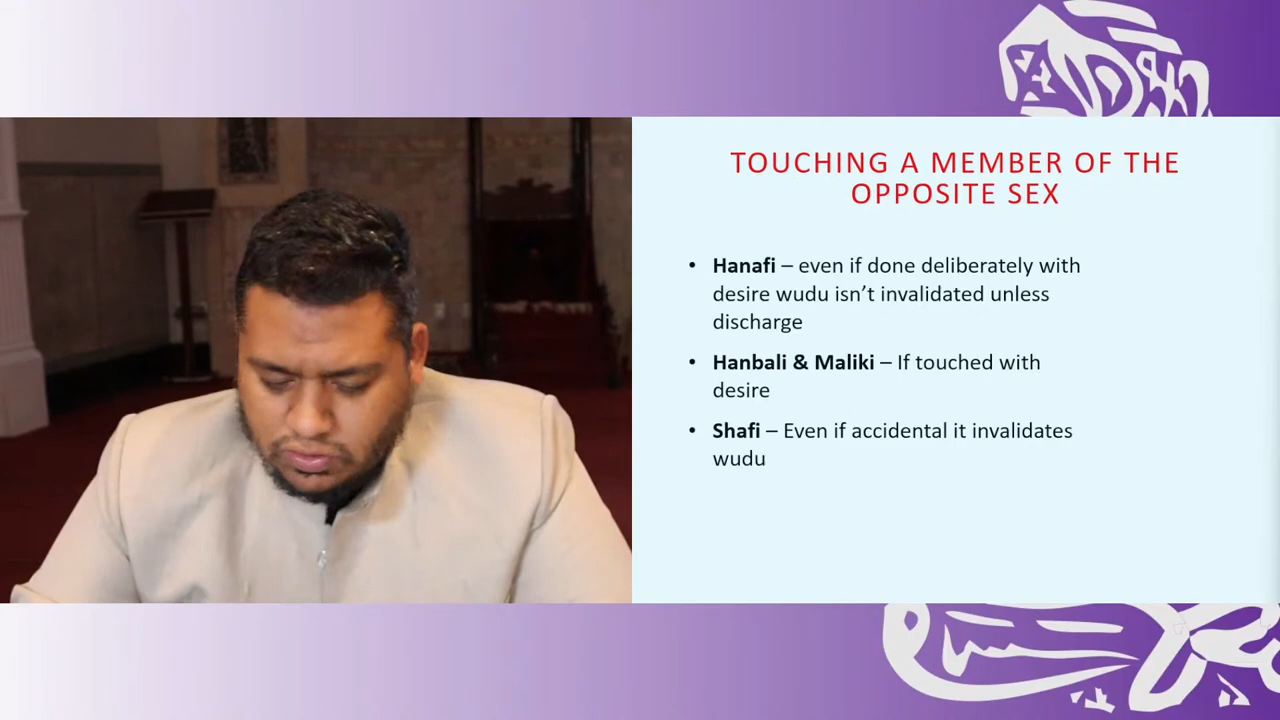 TOUCHING A MEMBER OF THE
OPPOSITE SEX
• Hanafi – even if done deliberately with
desire wudu isn’t invalidated unless
discharge
• Hanbali & Maliki – If touched with
desire
• Shafi – Even if accidental it invalidates
wudu